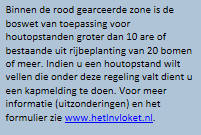 Binnen de rood gearceerde zone is de
boswet van toepassing voor
houtopstanden groter dan 10 are of
bestaande uit rijbeplanting van 20 bomen
of meer. Indien u een houtopstand wilt
vellen die onder deze regeling valt dient u
een kapmelding te doen. Voor meer
informatie (uitzonderingen) en het
formulier zie www.hetlnvloket.nl.